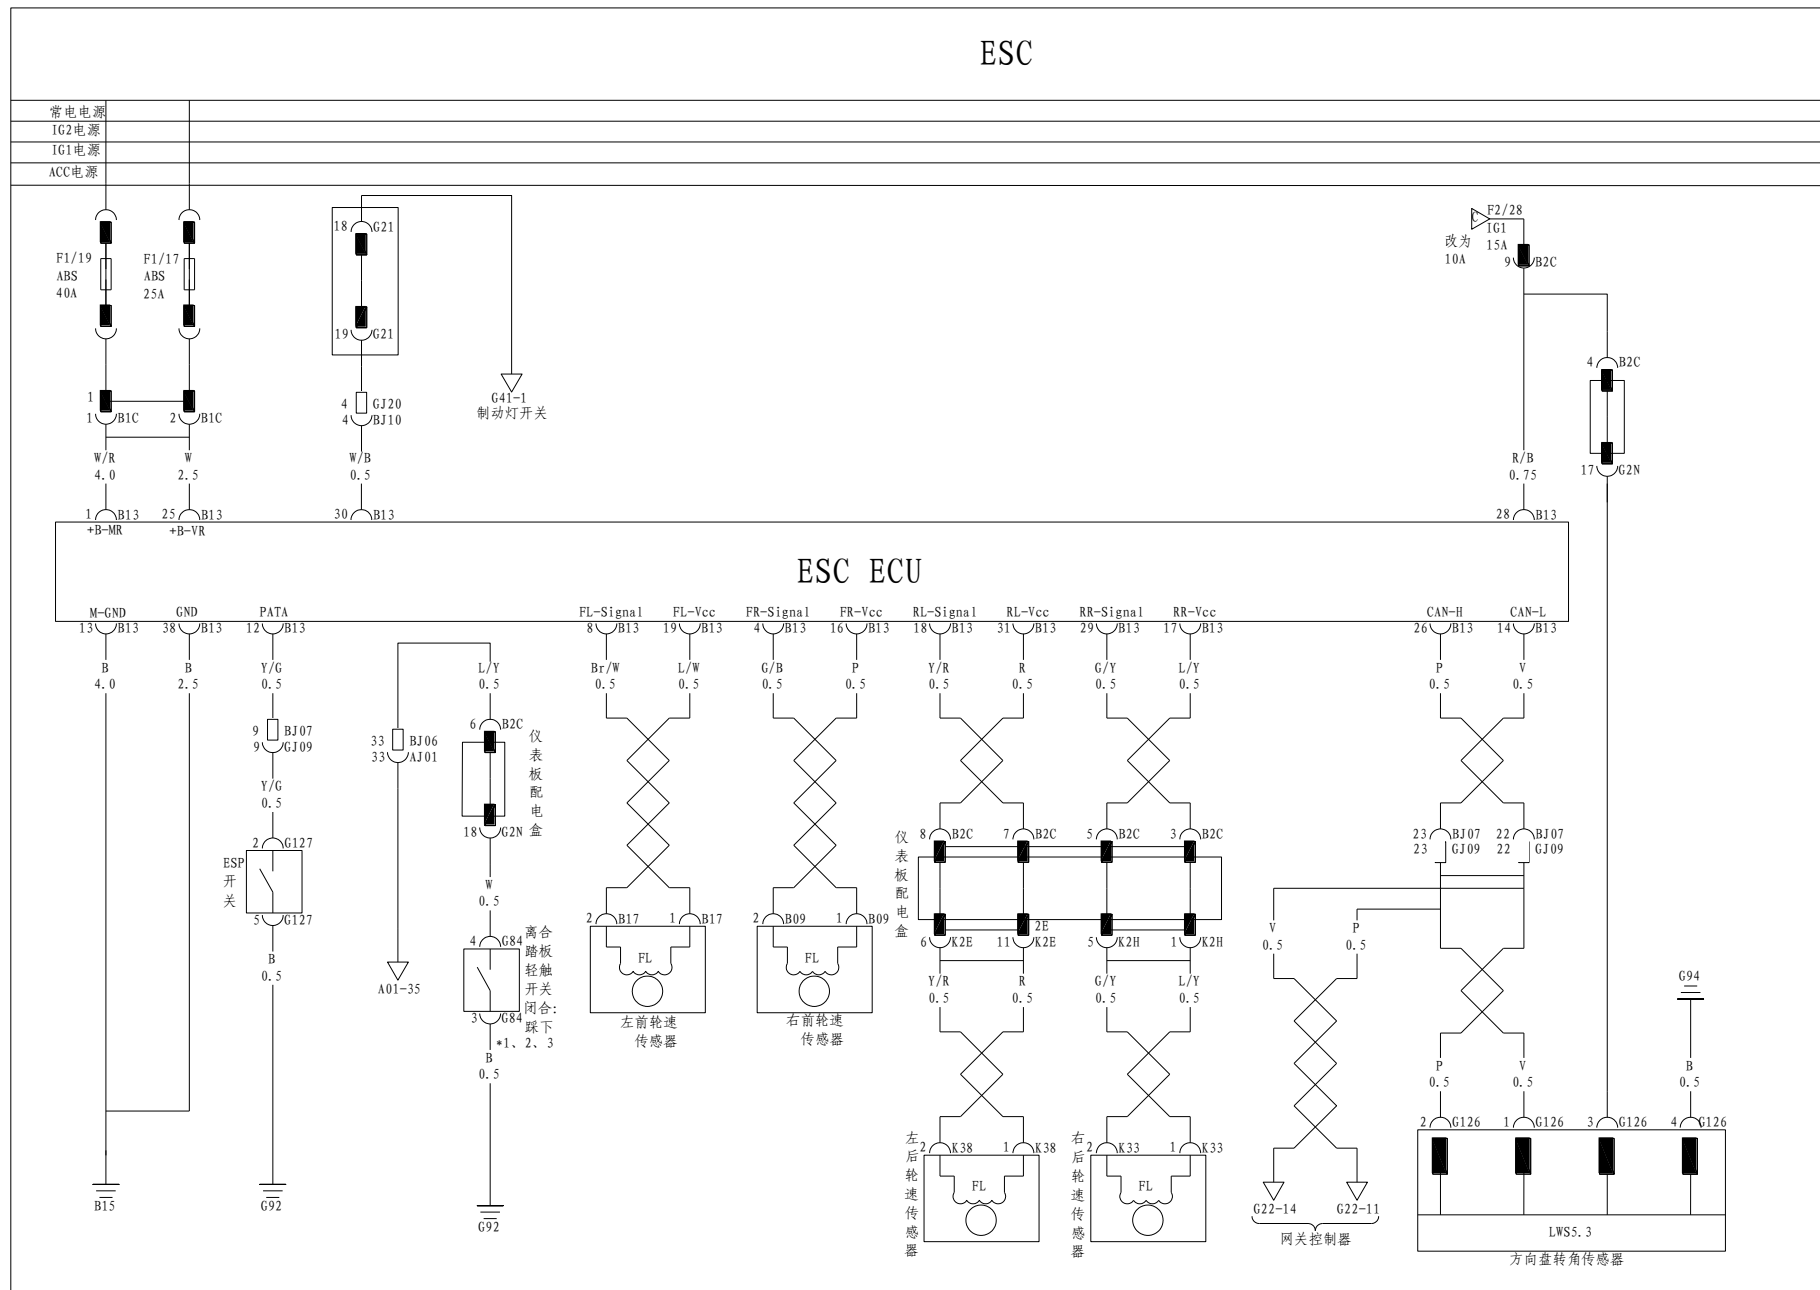 ESC
常电电源
IG2电源
IG1电源
ACC电源
F1/19
ABS
40A
F1/17
ABS
25A
18 G21
19 G21
4 GJ20
4 BJ10
G41-1
制动灯开关
C F2/28
IG1
15A
改为
10A
9 B2C
4 B2C
17 G2N
1
1 B1C
2 B1C
W/R
4.0
W
2.5
W/B
0.5
R/B
0.75
1 B13
+B-MR
25 B13
+B-VR
30 B13
28 B13
ESC ECU
M-GND
13 B13
GND
38 B13
PATA
12 B13
FL-Signal
8 B13
FL-Vcc
19 B13
FR-Signal
4 B13
FR-Vcc
16 B13
RL-Signal
18 B13
RL-Vcc
31 B13
RR-Signal
29 B13
RR-Vcc
17 B13
CAN-H
26 B13
CAN-L
14 B13
B
4.0
B
2.5
Y/G
0.5
L/Y
0.5
Br/W
0.5
L/W
0.5
G/B
0.5
P
0.5
Y/R
0.5
R
0.5
G/Y
0.5
L/Y
0.5
P
0.5
V
0.5
9 BJ07
9 GJ09
Y/G
0.5
2 G127
ESP
开
关
5 G127
B
0.5
33 BJ06
33 AJ01
A01-35
6 B2C
仪
表
板
配
电
盒
18 G2N
W
0.5
4 G84
离合
踏板
轻触
开关
闭合:
踩下
*1、2、3
3 G84
B
0.5
2 B17
1 B17
FL
左前轮速
传感器
2 B09
1 B09
FL
右前轮速
传感器
仪
表
板
配
电
盒
8 B2C
7 B2C
5 B2C
3 B2C
2E
6 K2E
11 K2E
5 K2H
1 K2H
Y/R
0.5
R
0.5
G/Y
0.5
L/Y
0.5
左
后
轮
速
传
感
器
2 K38
1 K38
FL
右
后
轮
速
传
感
器
2 K33
1 K33
FL
23 BJ07
23 GJ09
22 BJ07
22 GJ09
V
0.5
P
0.5
G22-14
G22-11
网关控制器
P
0.5
V
0.5
G94
B
0.5
2 G126
1 G126
3 G126
4 G126
LWS5.3
方向盘转角传感器
B15
G92
G92